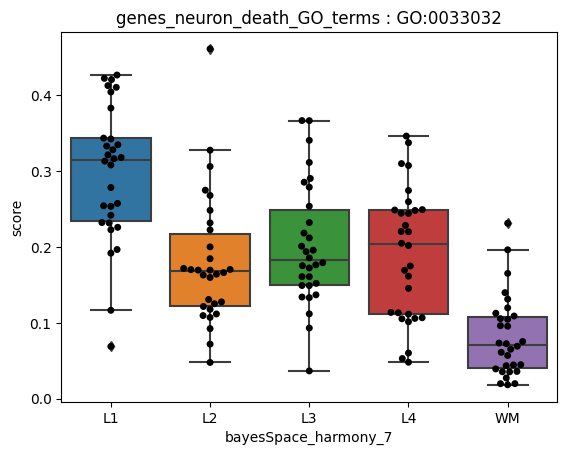 genes_neuron_death_GO_terms : GO:0033032
score
0.4
0.3
0.2
0.1
0.0
L1 L2 L3 L4 WM
bayesSpace_harmony_7